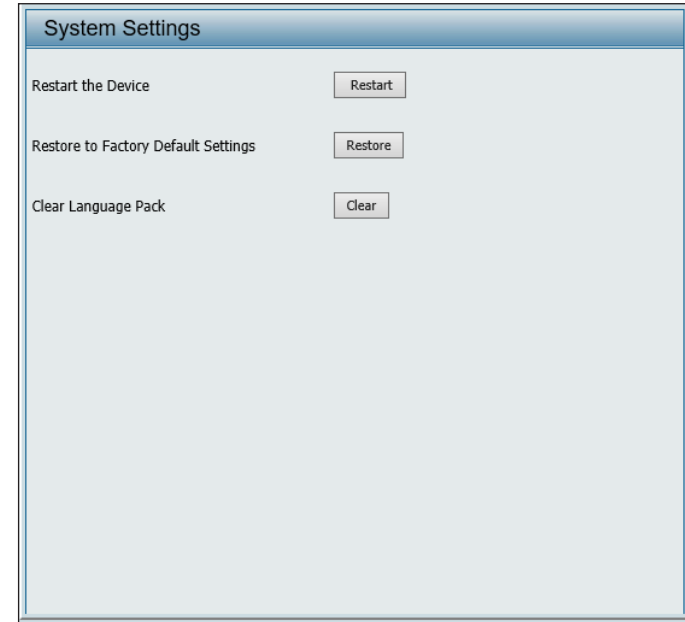 System Settings
Restart the Device Restart
Restore to Factory Default Settings Restore
Clear Language Pack Clear